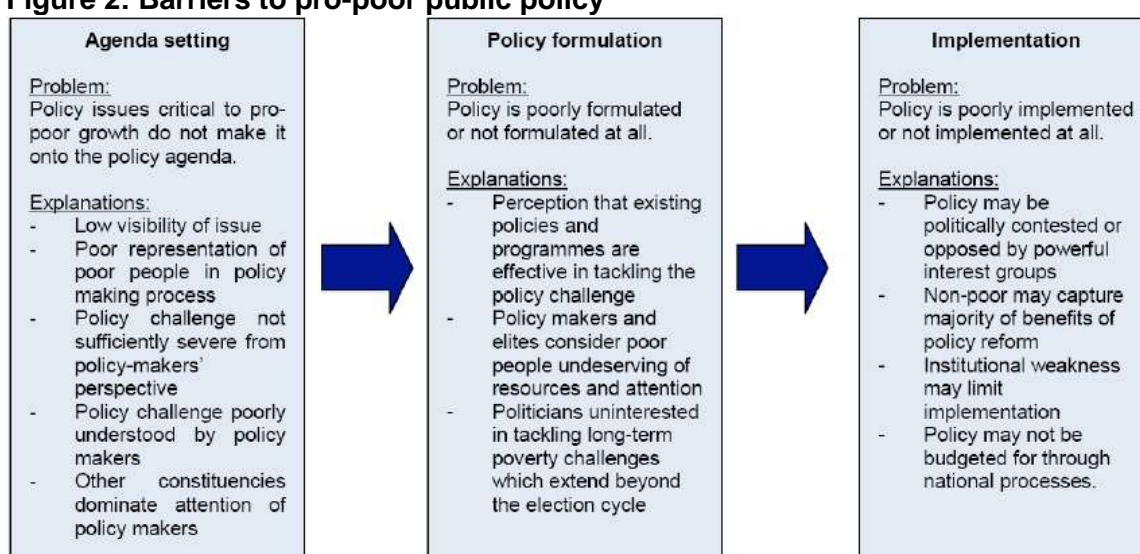 Figure 2: Barriers to pro-poor public policy
Agenda setting
Problem:
Policy issues critical to pro-
poor growth do not make it
onto the policy agenda.
Explanations:
- Low visibility of issue
- Poor representation of
poor people in policy
making process
- Policy challenge not
sufficiently severe from
policy-makers'
perspective
- Policy challenge poorly
understood by policy
makers
- Other constituencies
dominate attention of
policy makers
Policy formulation
Problem:
Policy is poorly formulated
or not formulated at all.
Explanations:
- Perception that existing
policies and
programmes are
effective in tackling the
policy challenge
- Policy makers and
elites consider poor
people undeserving of
resources and attention
- Politicians uninterested
in tackling long-term
poverty challenges
which extend beyond
the election cycle
Implementation
Problem:
Policy is poorly implemented
or not implemented at all.
Explanations:
- Policy may be
politically contested or
opposed by powerful
interest groups
- Non-poor may capture
majority of benefits of
policy reform
- Institutional weakness
may limit
implementation
- Policy may not be
budgeted for through
national processes.